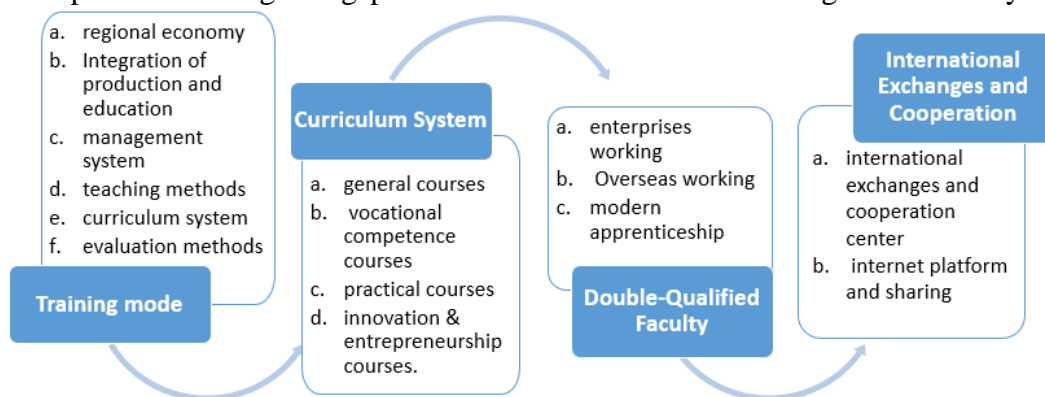 a. regional economy
b. Integration of
production and
education
c. management
system
d. teaching methods
e. curriculum system
f. evaluation methods
Training mode
Curriculum System
a. general courses
b. vocational
competence
courses
c. practical courses
d. innovation &
entrepreneurship
courses.
a. enterprises
working
b. Overseas working
c. modern
apprenticeship
Double-Qualified
Faculty
International
Exchanges and
Cooperation
a. international
exchanges and
cooperation
center
b. internet platform
and sharing